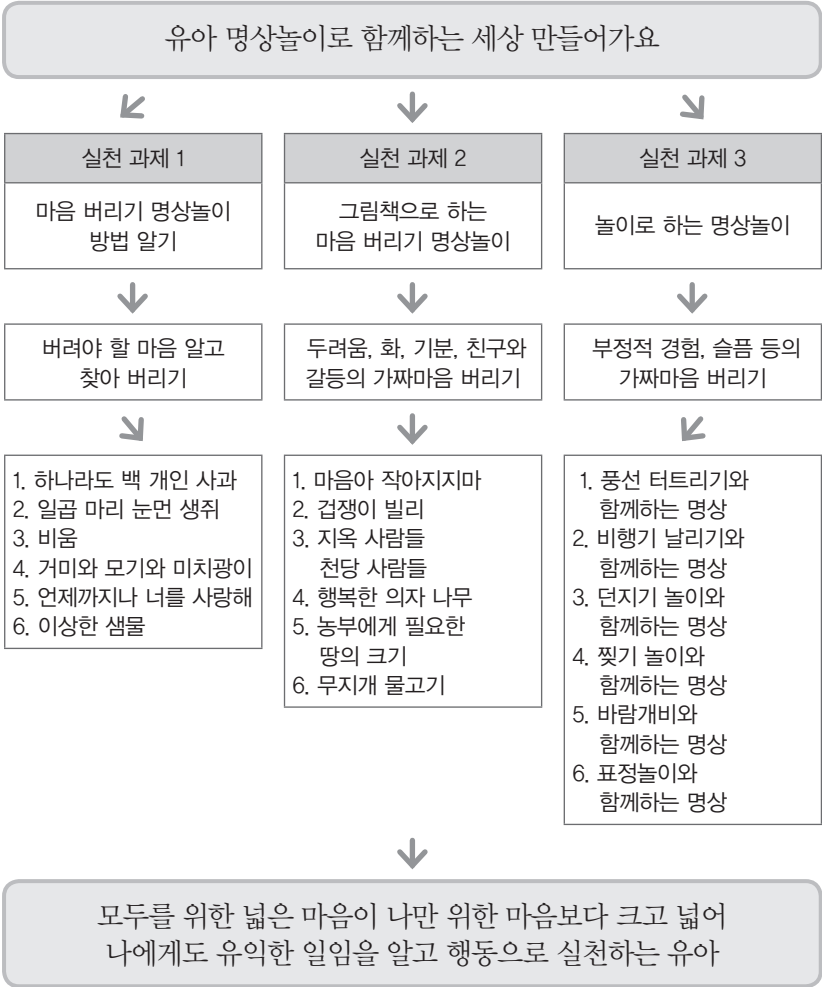 유아 명상놀이로 함께하는 세상 만들어가요
실천 과제 1
마음 버리기 명상놀이
방법 알기
버려야 할 마음 알고
찾아 버리기
1. 하나라도 백 개인 사과
2. 일곱 마리 눈먼 생쥐
3. 비움
4. 거미와 모기와 미치광이
5. 언제까지나 너를 사랑해
6. 이상한 샘물
실천 과제 2
그림책으로 하는
마음 버리기 명상놀이
두려움, 화, 기분, 친구와
갈등의 가짜마음 버리기
1. 마음아 작아지지마
2. 겁쟁이 빌리
3. 지옥 사람들
천당 사람들
4. 행복한 의자 나무
5. 농부에게 필요한
땅의 크기
6. 무지개 물고기
실천 과제 3
놀이로 하는 명상놀이
부정적 경험, 슬픔 등의
가짜마음 버리기
1. 풍선 터트리기와
함께하는 명상
2. 비행기 날리기와
함께하는 명상
3. 던지기 놀이와
함께하는 명상
4. 찢기 놀이와
함께하는 명상
5. 바람개비와
함께하는 명상
6. 표정놀이와
함께하는 명상
모두를 위한 넓은 마음이 나만 위한 마음보다 크고 넓어
나에게도 유익한 일임을 알고 행동으로 실천하는 유아